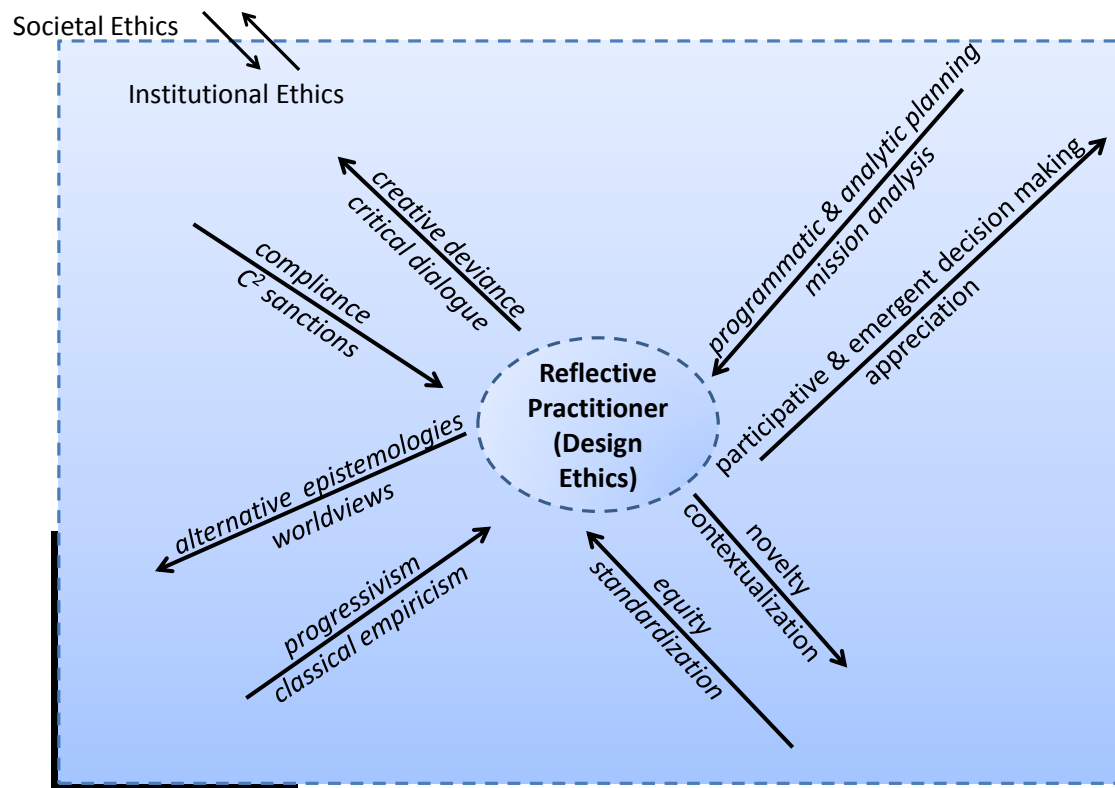 Societal Ethics
Institutional Ethics
creative deviance
critical dialogue
compliance
C² sanctions
programmatic & analytic planning
mission analysis
participative & emergent decision making
appreciation
Reflective
Practitioner
(Design
Ethics)
alternative epistemologies
worldviews
progressivism
classical empiricism
equity
standardization
novelty
contextualization